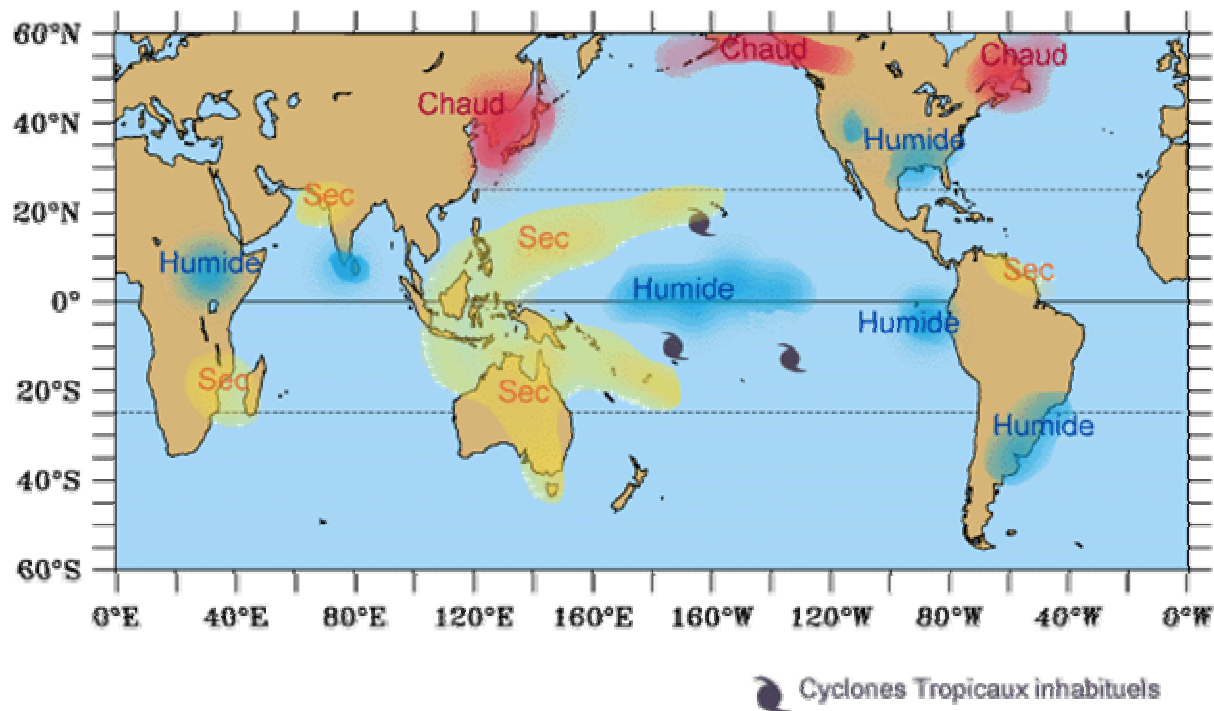 60°N
Chaud
Chaud
Chaud
40°N
Humide
Sec
20°N
Sec
Humide
Sec
Humide
0°
Humide
Sec
Sec
20°S
Humide
40°S
60°S
0°E 40°E 80°E 120°E 160°E 160°W 120°W 80°W 40°W 0°W
Cyclones Tropicaux inhabituels